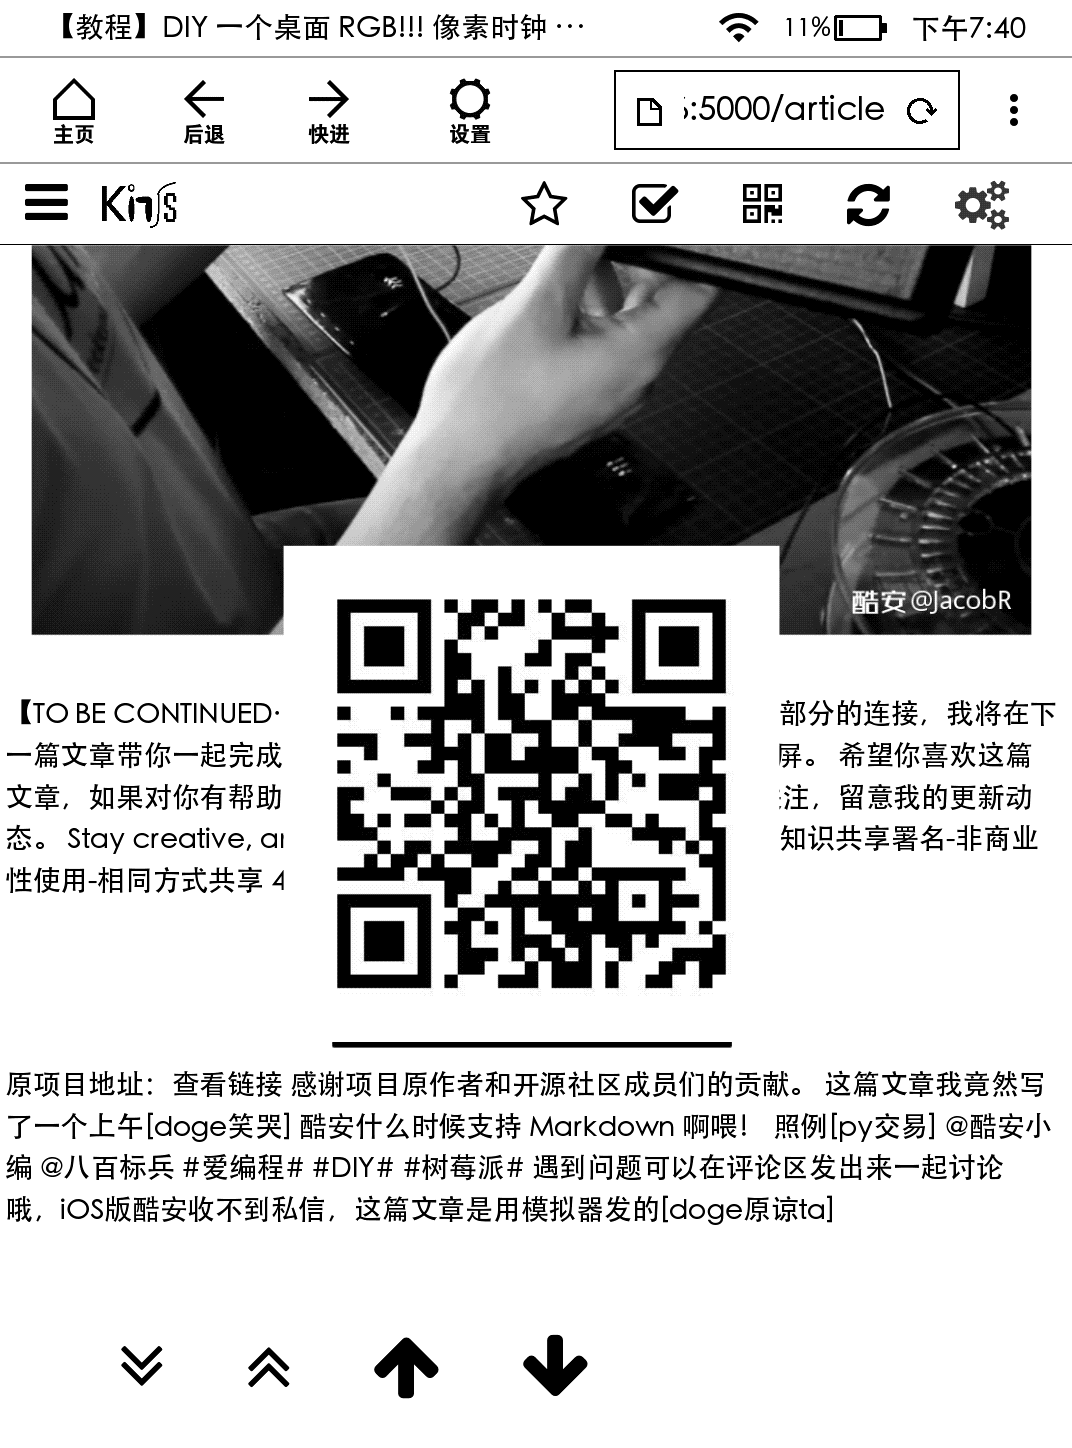 【教程】DIY 一个桌面 RGB!!! 像素时钟 ··· 11% 下午7:40
主页 后退 快进 设置 :5000/article
Kin
酷安@JacobR
【TO BE CONTINUED· 部分的连接，我将在下
一篇文章带你一起完成 屏。 希望你喜欢这篇
文章，如果对你有帮助 注，留意我的更新动
态。 Stay creative, 知识共享署名-非商业
性使用-相同方式共享 4
原项目地址：查看链接 感谢项目原作者和开源社区成员们的贡献。 这篇文章我竟然写
了一个上午[doge笑哭] 酷安什么时候支持 Markdown 啊喂！ 照例[py交易] @酷安小
编 @八百标兵 #爱编程# #DIY# #树莓派# 遇到问题可以在评论区发出来一起讨论
哦，iOS版酷安收不到私信，这篇文章是用模拟器发的[doge原谅ta]